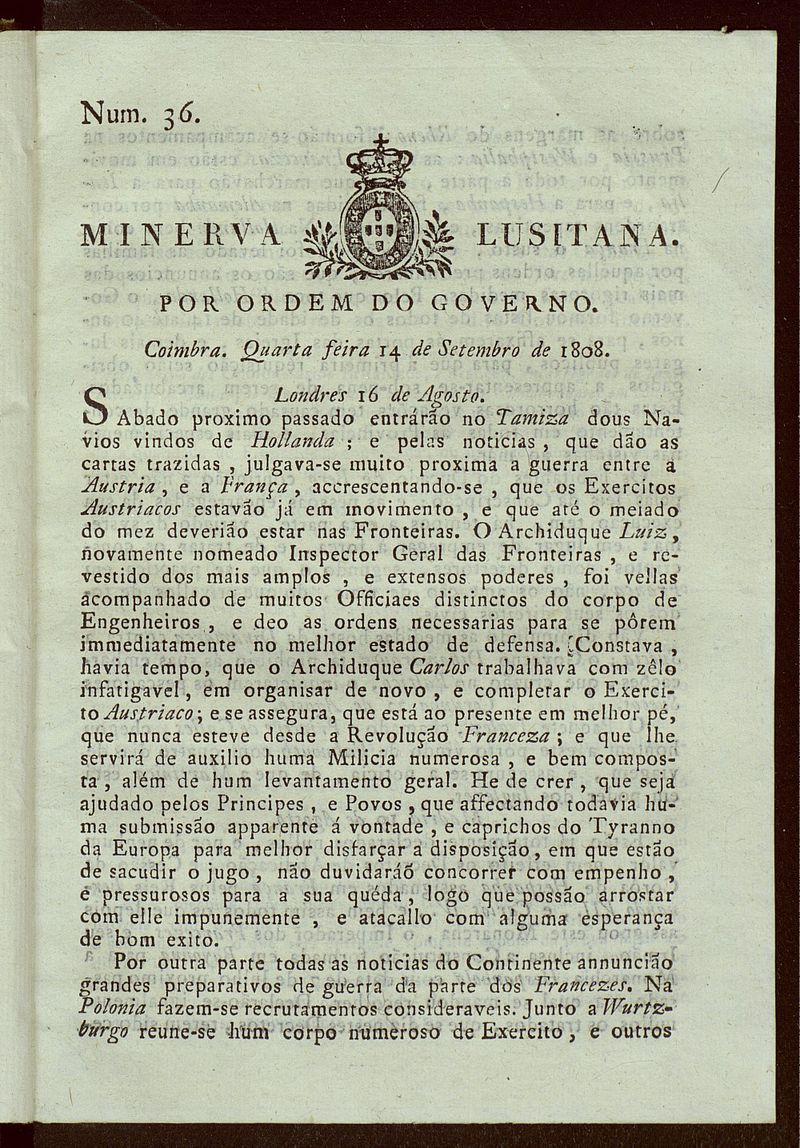 Num. 36.
MINERVA LUSITANA.
POR ORDEM DO GOVERNO.
Coimbra. Quarta feira 14 de Setembro de 1808.
Londres 16 de Agosto.
SAbado proximo passado entrárão no Tamiza dous Na-
vios vindos de Hollanda ; e pelas noticias , que dão as
cartas trazidas , julgava-se muito proxima a guerra entre a
Austria , e a França , accrescentando-se , que os Exercitos
Austriacos estavão já em movimento , e que até o meiado
do mez deverião estar nas Fronteiras. O Archiduque Luiz ,
novamente nomeado Inspector Geral das Fronteiras , e re-
vestido dos mais amplos , e extensos poderes , foi vellas
acompanhado de muitos Officiaes distinctos do corpo de
Engenheiros , e deo as ordens necessarias para se pôrem
immediatamente no melhor estado de defensa. [Constava ,
havia tempo, que o Archiduque Carlos trabalhava com zêlo
infatigavel , em organisar de novo , e completar o Exerci-
to Austriaco ; e se assegura, que está ao presente em melhor pé,
que nunca esteve desde a Revolução Franceza ; e que lhe
servirá de auxilio huma Milicia numerosa , e bem compos-
ta , além de hum levantamento geral. He de crer , que seja
ajudado pelos Principes , e Povos , que affectando todavia hu-
ma submissão apparente á vontade , e caprichos do Tyranno
da Europa para melhor disfarçar a disposição , em que estão
de sacudir o jugo , não duvidaráõ concorrer com empenho ,
e pressurosos para a sua quéda , logo que possão arrostar
com elle impunemente , e atacallo com alguma esperança
de bom exito.
Por outra parte todas as noticias do Continente annuncião
grandes preparativos de guerra da parte dos Francezes. Na
Polonia fazem-se recrutamentos consideraveis. Junto a Wurtz-
burgo reune-se hum corpo numeroso de Exercito , e outros